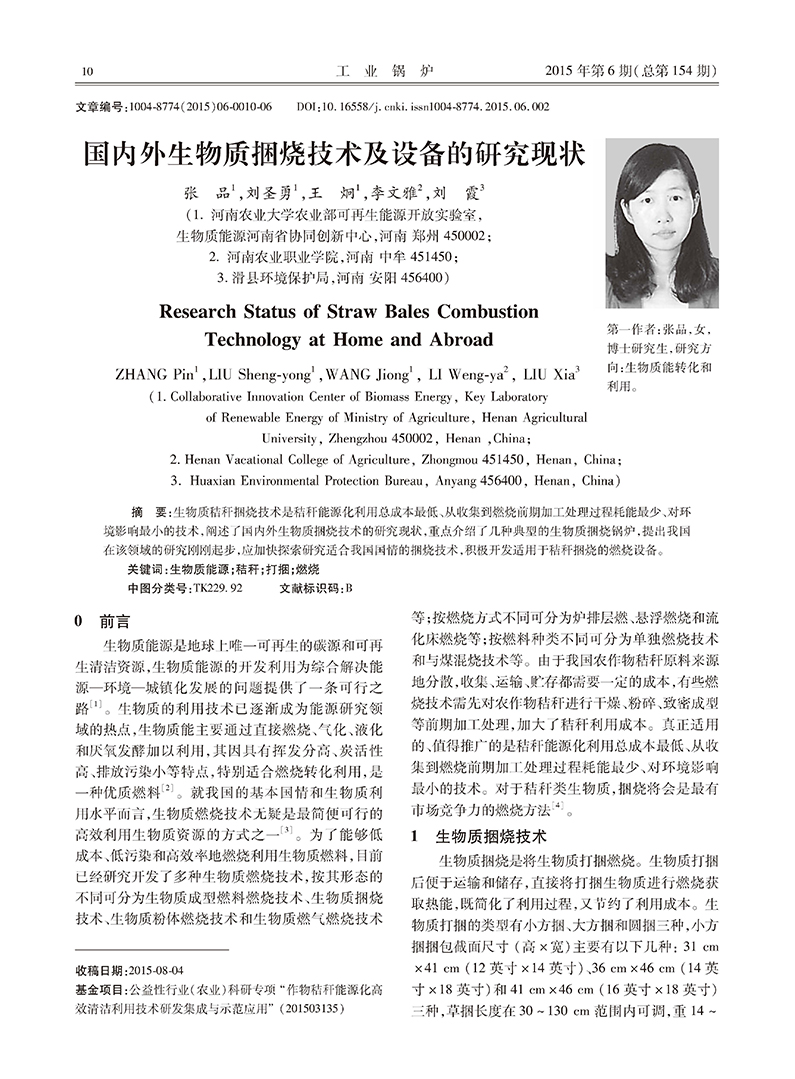 10
工 业 锅 炉
2015 年第 6 期(总第 154 期)
文章编号:1004-8774(2015)06-0010-06 DOI:10.16558/j.cnki.issn1004-8774.2015.06.002
国内外生物质捆烧技术及设备的研究现状
张 品1,刘圣勇1,王 炯1,李文雅2,刘 霞3
(1. 河南农业大学农业部可再生能源开放实验室,
生物质能源河南省协同创新中心,河南 郑州 450002;
2. 河南农业职业学院,河南 中牟 451450;
3. 滑县环境保护局,河南 安阳 456400)
Research Status of Straw Bales Combustion
Technology at Home and Abroad
ZHANG Pin1,LIU Sheng-yong1,WANG Jiong1, LI Weng-ya2, LIU Xia3
(1. Collaborative Innovation Center of Biomass Energy, Key Laboratory
of Renewable Energy of Ministry of Agriculture, Henan Agricultural
University, Zhengzhou 450002, Henan ,China;
2. Henan Vacational College of Agriculture, Zhongmou 451450, Henan, China;
3. Huaxian Environmental Protection Bureau, Anyang 456400, Henan, China)
第一作者:张品,女,
博士研究生,研究方
向:生物质能转化和
利用。
摘 要:生物质秸秆捆烧技术是秸秆能源化利用总成本最低、从收集到燃烧前期加工处理过程耗能最少、对环
境影响最小的技术,阐述了国内外生物质捆烧技术的研究现状,重点介绍了几种典型的生物质捆烧锅炉,提出我国
在该领域的研究刚刚起步,应加快探索研究适合我国国情的捆烧技术,积极开发适用于秸秆捆烧的燃烧设备。
关键词:生物质能源;秸秆;打捆;燃烧
中图分类号:TK229.92 文献标识码:B
0 前言
生物质能源是地球上唯一可再生的碳源和可再
生清洁资源,生物质能源的开发利用为综合解决能
源—环境—城镇化发展的问题提供了一条可行之
路[1]。生物质的利用技术已逐渐成为能源研究领
域的热点,生物质能主要通过直接燃烧、气化、液化
和厌氧发酵加以利用,其因具有挥发分高、炭活性
高、排放污染小等特点,特别适合燃烧转化利用,是
一种优质燃料[2]。就我国的基本国情和生物质利
用水平而言,生物质燃烧技术无疑是最简便可行的
高效利用生物质资源的方式之一[3]。为了能够低
成本、低污染和高效率地燃烧利用生物质燃料,目前
已经研究开发了多种生物质燃烧技术,按其形态的
不同可分为生物质成型燃料燃烧技术、生物质捆烧
技术、生物质粉体燃烧技术和生物质燃气燃烧技术
收稿日期:2015-08-04
基金项目:公益性行业(农业)科研专项“作物秸秆能源化高
效清洁利用技术研发集成与示范应用”(201503135)
等;按燃烧方式不同可分为炉排层燃、悬浮燃烧和流
化床燃烧等;按燃料种类不同可分为单独燃烧技术
和与煤混烧技术等。由于我国农作物秸秆原料来源
地分散,收集、运输、贮存都需要一定的成本,有些燃
烧技术需先对农作物秸秆进行干燥、粉碎、致密成型
等前期加工处理,加大了秸秆利用成本。真正适用
的、值得推广的是秸秆能源化利用总成本最低、从收
集到燃烧前期加工处理过程耗能最少、对环境影响
最小的技术。对于秸秆类生物质,捆烧将会是最有
市场竞争力的燃烧方法[4]。
1 生物质捆烧技术
生物质捆烧是将生物质打捆燃烧。生物质打捆
后便于运输和储存,直接将打捆生物质进行燃烧获
取热能,既简化了利用过程,又节约了利用成本。生
物质打捆的类型有小方捆、大方捆和圆捆三种,小方
捆捆包截面尺寸(高×宽)主要有以下几种: 31 cm
×41 cm (12 英寸×14 英寸)、36 cm×46 cm (14 英
寸×18 英寸)和 41 cm×46 cm (16 英寸×18 英寸)
三种,草捆长度在 30~130 cm 范围内可调,重 14~